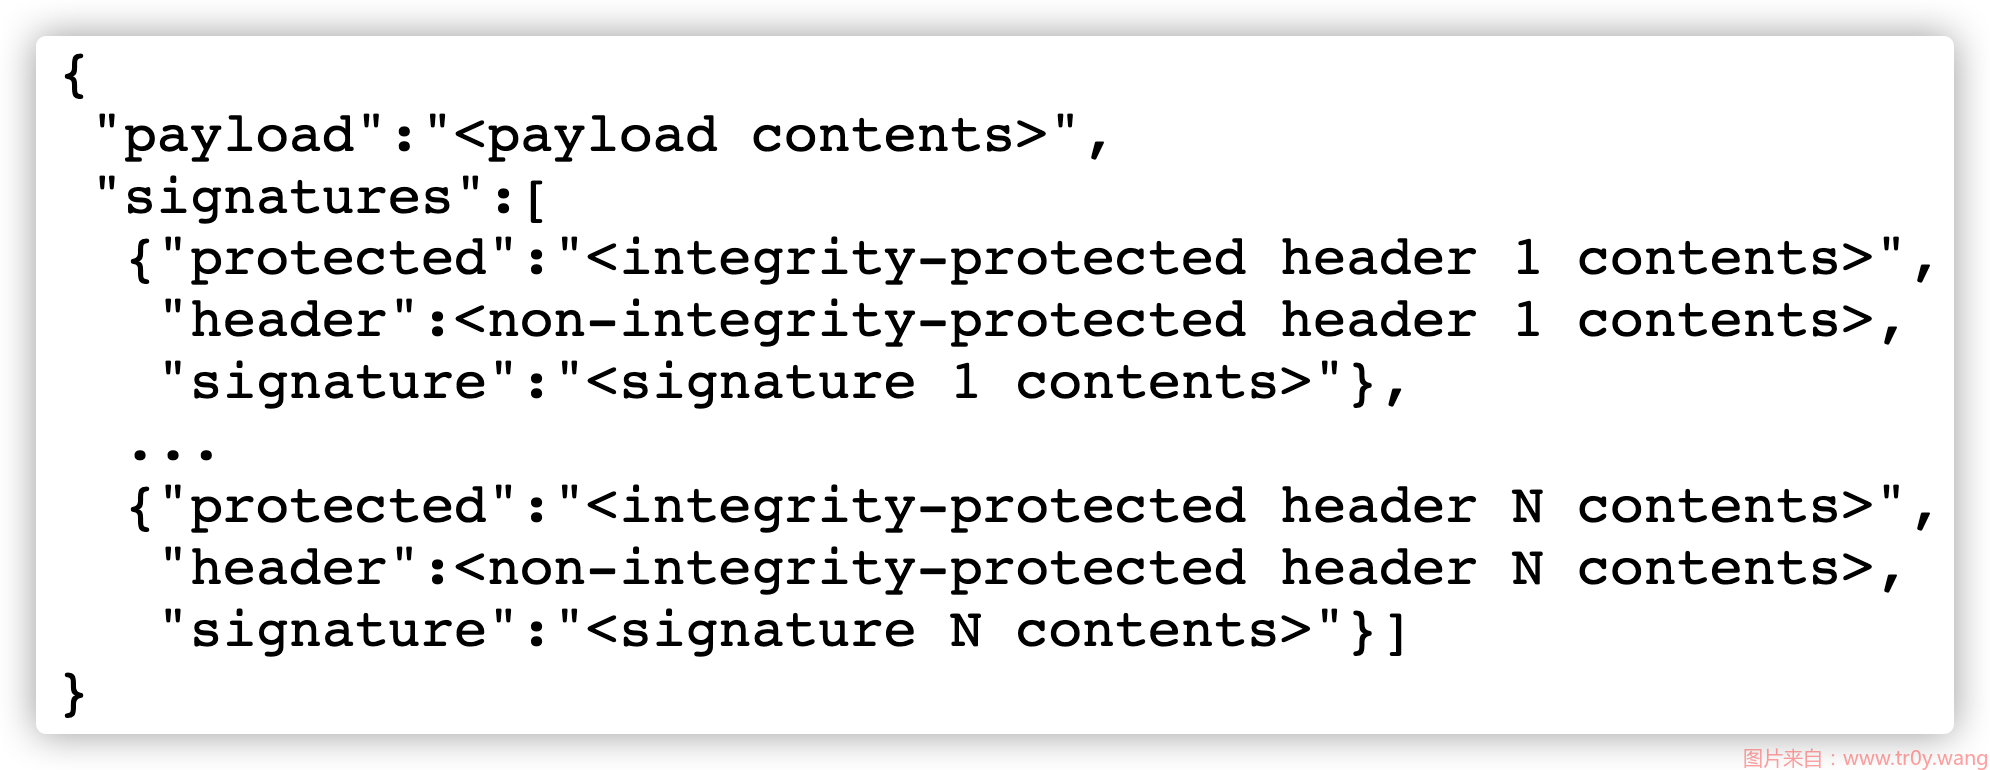 {
"payload":"<payload contents>",
"signatures":[
{"protected":"<integrity-protected header 1 contents>",
"header":<non-integrity-protected header 1 contents>,
"signature":"<signature 1 contents>"},
...
{"protected":"<integrity-protected header N contents>",
"header":<non-integrity-protected header N contents>,
"signature":"<signature N contents>"}]
}
图片来自：www.tr0y.wang